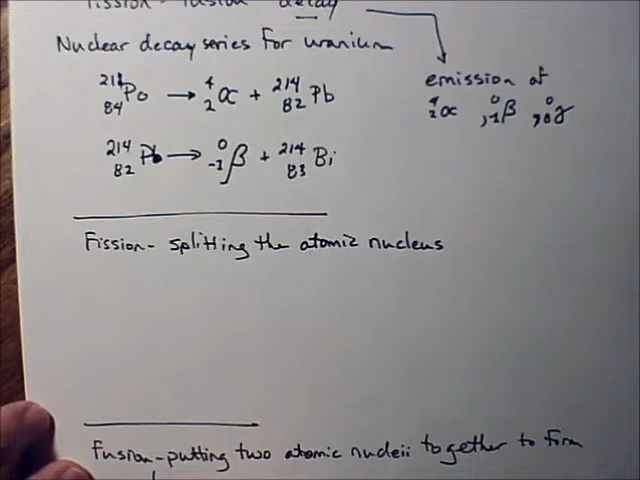 Fission - fusion decay
Nuclear decay series for uranium
²¹⁸₈₄Po → ⁴₂α + ²¹⁴₈₂Pb
emission of
⁴₂α, ⁰₋₁β, ⁰₀γ
²¹⁴₈₂Pb → ⁰₋₁β + ²¹⁴₈₃Bi
Fission - splitting the atomic nucleus
Fusion - putting two atomic nucleii together to form